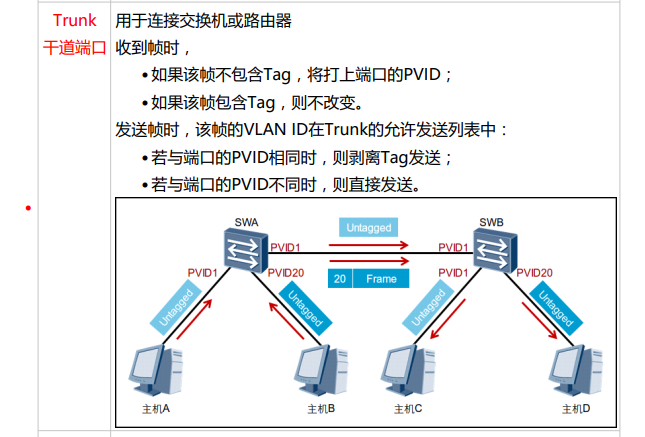 Trunk
干道端口
用于连接交换机或路由器
收到帧时，
•如果该帧不包含Tag，将打上端口的PVID；
•如果该帧包含Tag，则不改变。
发送帧时，该帧的VLAN ID在Trunk的允许发送列表中：
•若与端口的PVID相同时，则剥离Tag发送；
•若与端口的PVID不同时，则直接发送。
SWA
Untagged
SWB
PVID1
PVID1
PVID1
PVID20
20 Frame
PVID1
PVID20
Untagged
Untagged
Untagged
Untagged
主机A
主机B
主机C
主机D